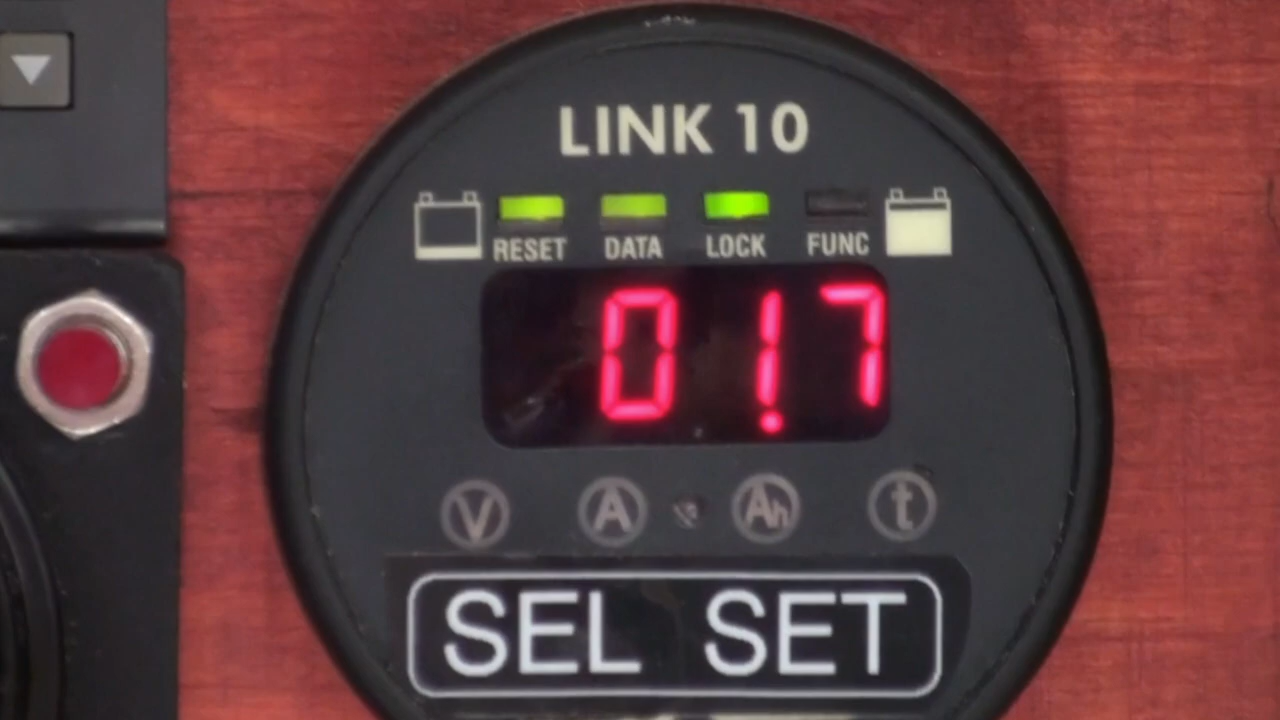 LINK 10
RESET DATA LOCK FUNC
01.7
V A Ah t
SEL SET